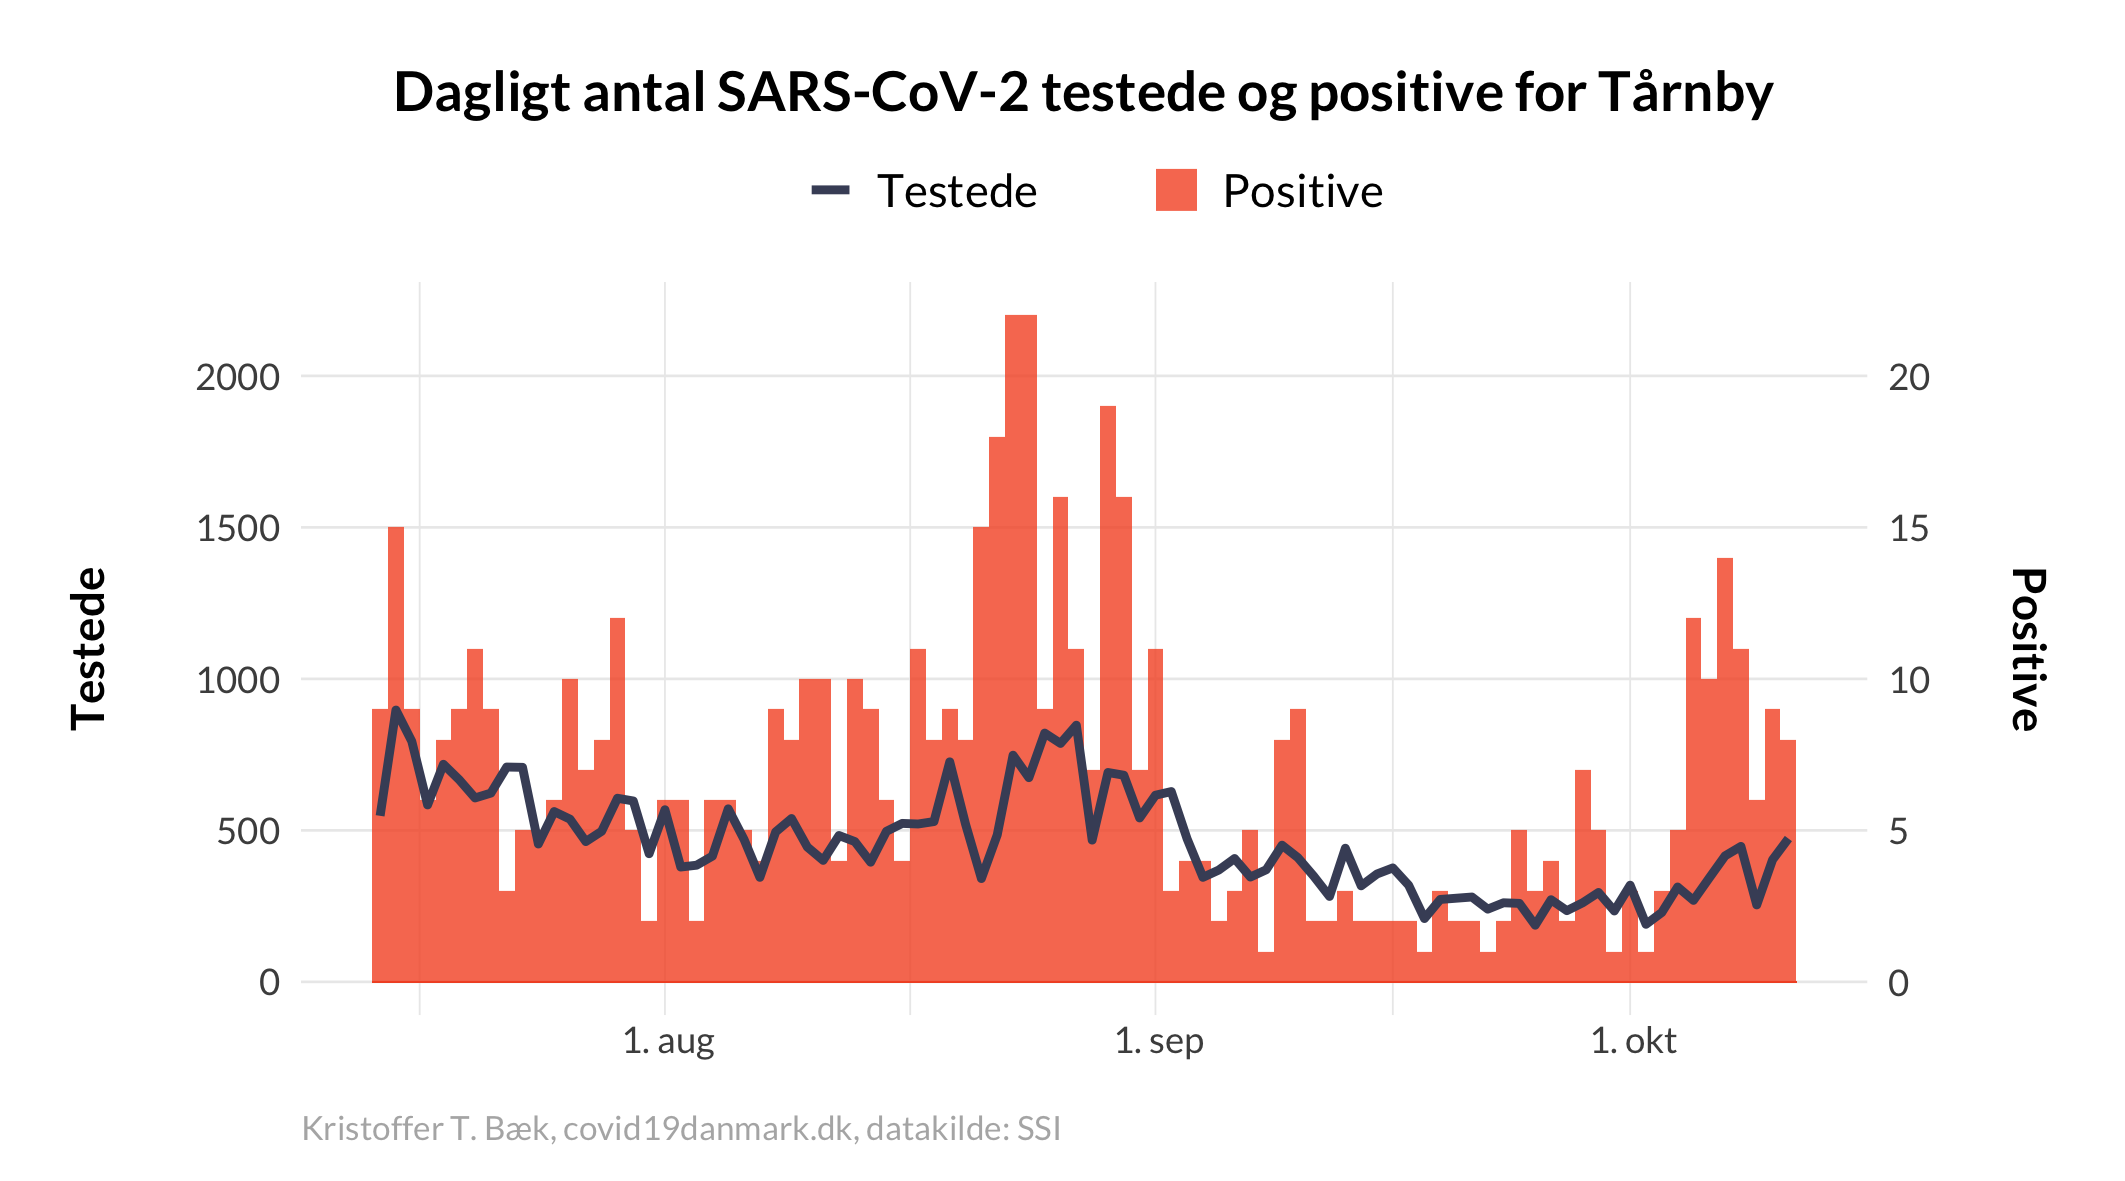 Dagligt antal SARS-CoV-2 testede og positive for Tårnby
Testede Positive
2000 20
1500 15
1000 10
500 5
0 0
Testede
Positive
1. aug 1. sep 1. okt
Kristoffer T. Bæk, covid19danmark.dk, datakilde: SSI